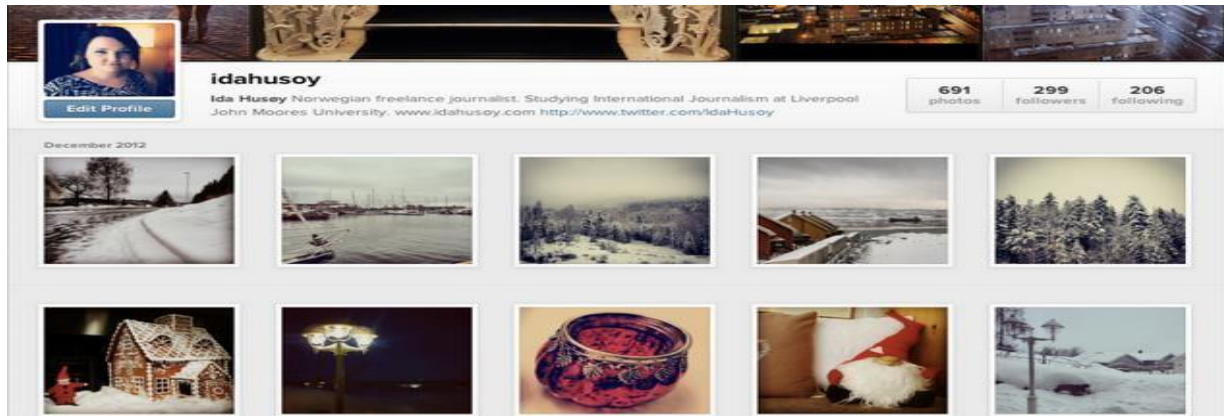 idahusoy
Ida Husøy Norwegian freelance journalist. Studying International Journalism at Liverpool
John Moores University. www.idahusoy.com http://www.twitter.com/IdaHusoy
691 299 206
photos followers following
Edit Profile
December 2012